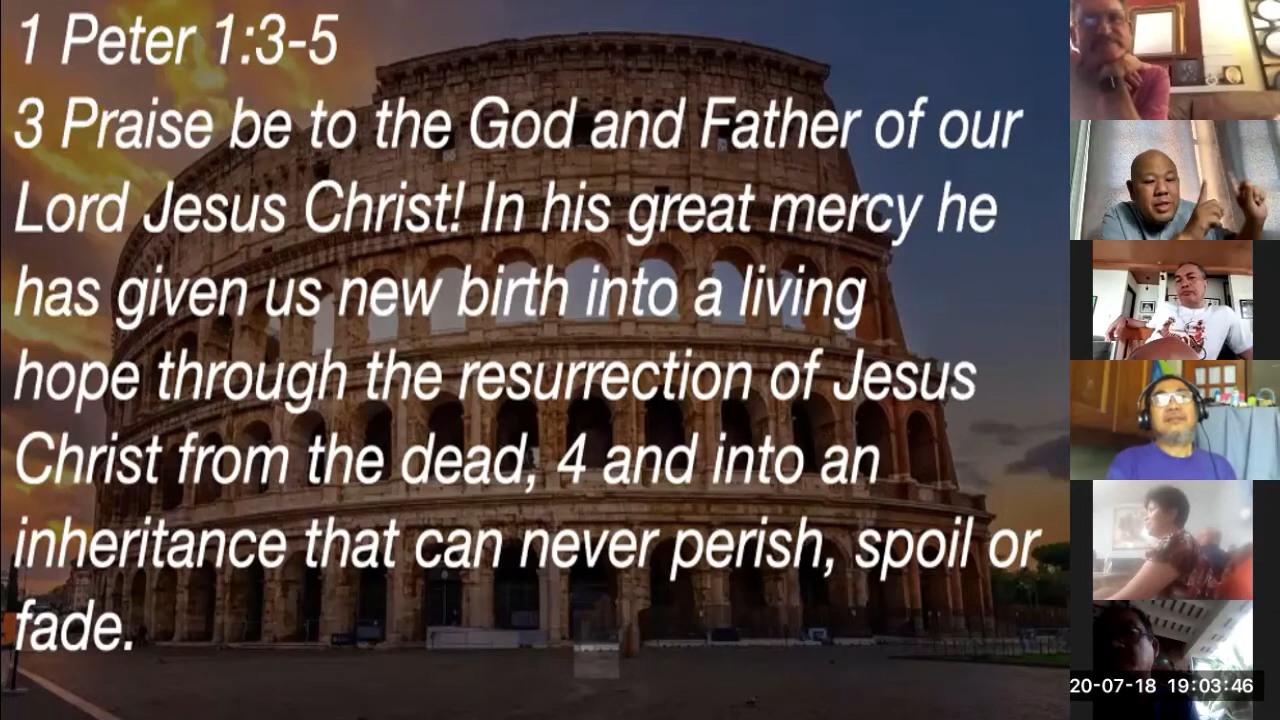 1 Peter 1:3-5
3 Praise be to the God and Father of our
Lord Jesus Christ! In his great mercy he
has given us new birth into a living
hope through the resurrection of Jesus
Christ from the dead, 4 and into an
inheritance that can never perish, spoil or
fade.
20-07-18 19:03:46